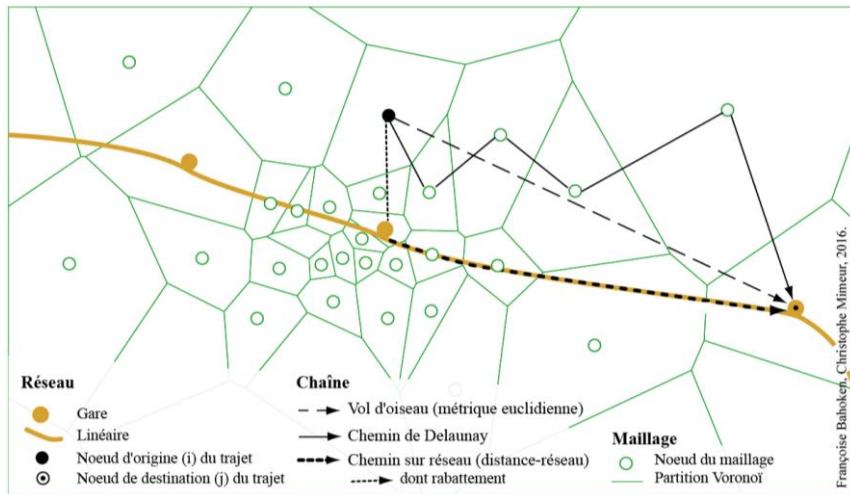 Réseau
Gare
Linéaire
Noeud d'origine (i) du trajet
Noeud de destination (j) du trajet
Chaîne
Vol d'oiseau (métrique euclidienne)
Chemin de Delaunay
Chemin sur réseau (distance-réseau)
dont rabattement
Maillage
Noeud du maillage
Partition Voronoï
Françoise Bahoken, Christophe Mimeur, 2016.